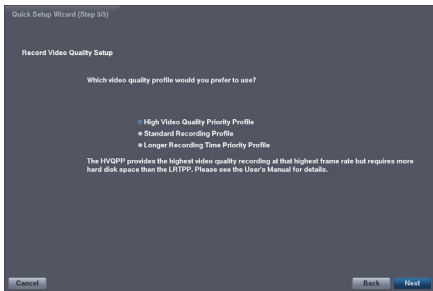 Quick Setup Wizard (Step 3/3)
Record Video Quality Setup
Which video quality profile would you prefer to use?
High Video Quality Priority Profile
Standard Recording Profile
Longer Recording Time Priority Profile
The HVQPP provides the highest video quality recording at that highest frame rate but requires more
hard disk space than the LRTPP. Please see the User's Manual for details.
Cancel
Back
Next